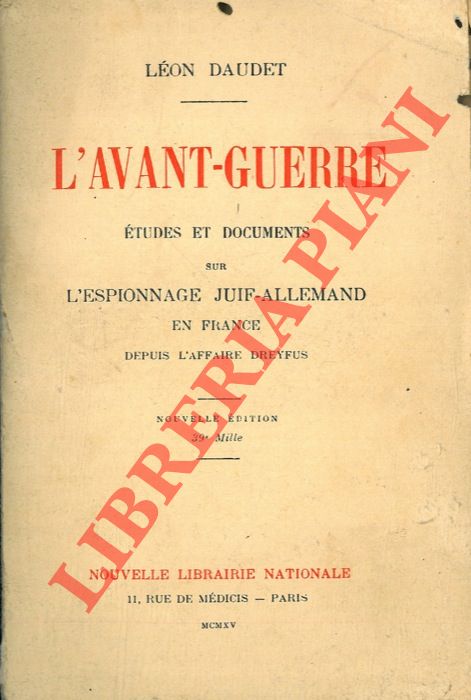 LÉON DAUDET
L'AVANT-GUERRE
ÉTUDES ET DOCUMENTS
SUR
L'ESPIONNAGE JUIF-ALLEMAND
EN FRANCE
DEPUIS L'AFFAIRE DREYFUS
NOUVELLE ÉDITION
39e Mille
NOUVELLE LIBRAIRIE NATIONALE
11, RUE DE MÉDICIS — PARIS
MCMXV
LIBRERIA PIANI